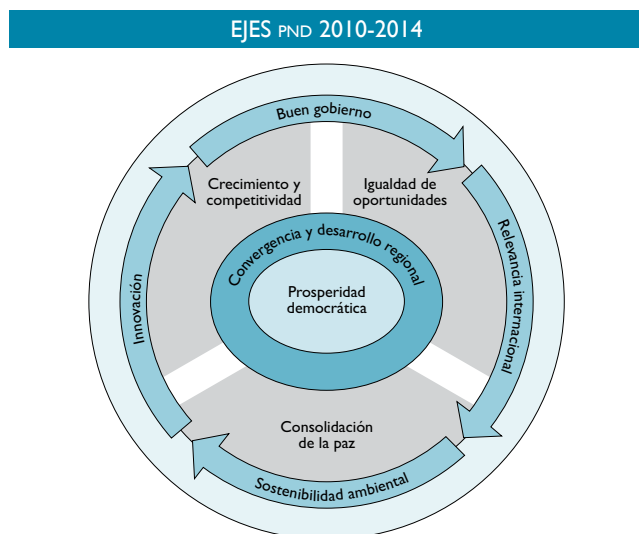 EJES PND 2010-2014
Buen gobierno
Crecimiento y
competitividad
Igualdad de
oportunidades
Convergencia y desarrollo regional
Relevancia internacional
Innovación
Prosperidad
democrática
Consolidación
de la paz
Sostenibilidad ambiental